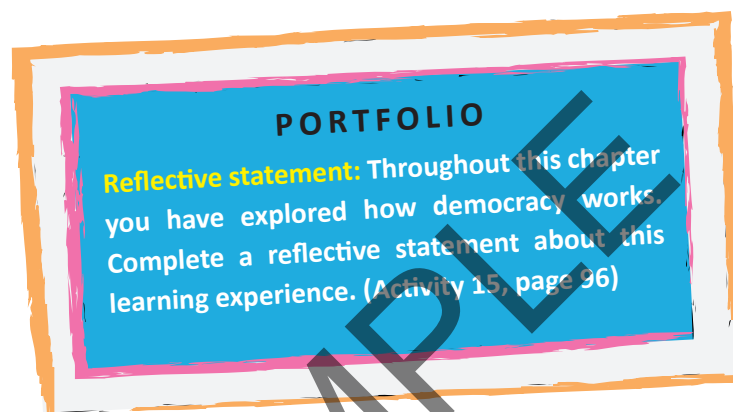 PORTFOLIO
Reflective statement: Throughout this chapter
you have explored how democracy works.
Complete a reflective statement about this
learning experience. (Activity 15, page 96)
MPLE